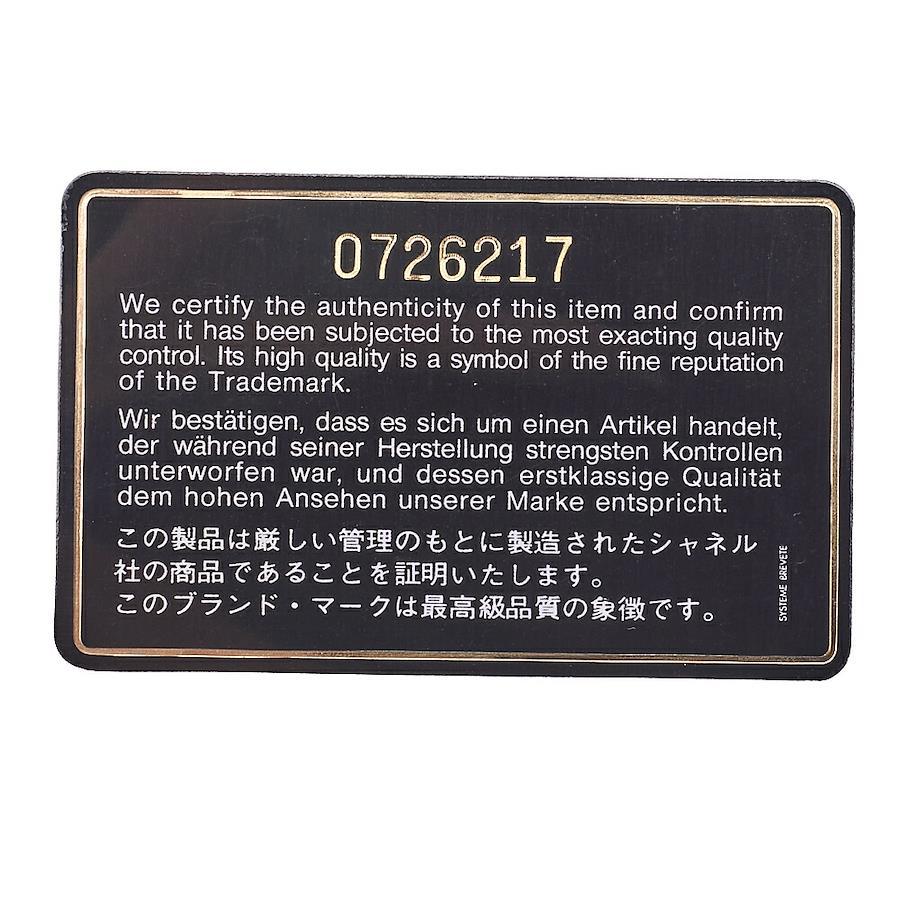 0726217
We certify the authenticity of this item and confirm
that it has been subjected to the most exacting quality
control. Its high quality is a symbol of the fine reputation
of the Trademark.
Wir bestätigen, dass es sich um einen Artikel handelt,
der während seiner Herstellung strengsten Kontrollen
unterworfen war, und dessen erstklassige Qualität
dem hohen Ansehen unserer Marke entspricht.
この製品は厳しい管理のもとに製造されたシャネル
社の商品であることを証明いたします。
このブランド・マークは最高級品質の象徴です。
SYSTEME BREVETE